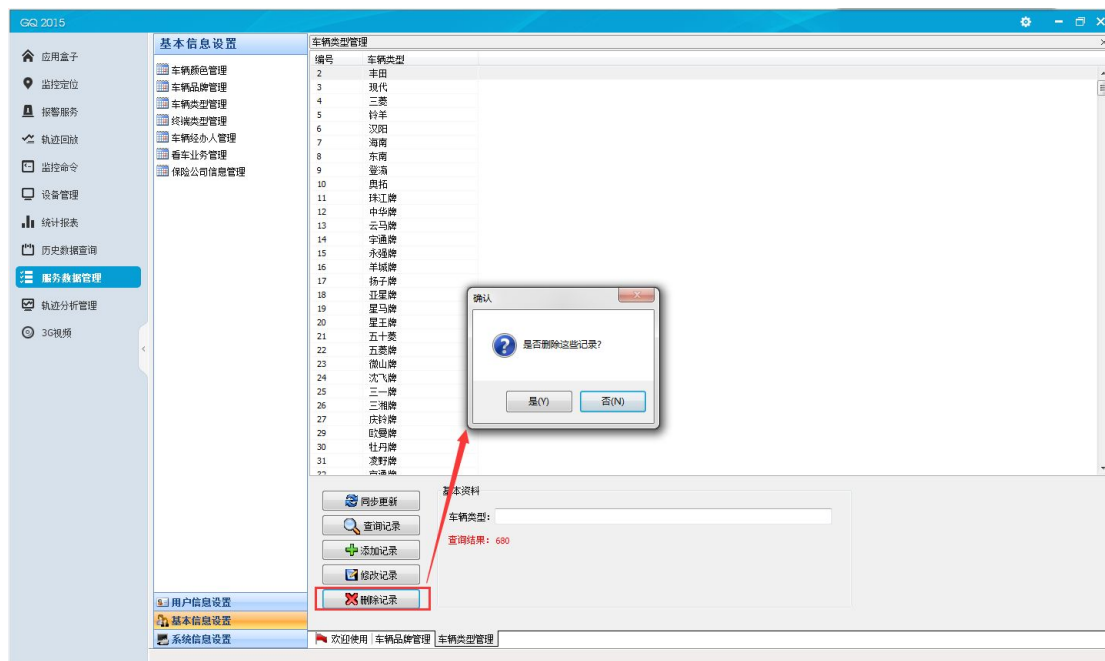 GQ 2015
应用盒子
监控定位
报警服务
轨迹回放
监控命令
设备管理
统计报表
历史数据查询
服务数据管理
轨迹分析管理
3G视频
基本信息设置
车辆颜色管理
车辆品牌管理
车辆类型管理
终端类型管理
车辆经办人管理
看车业务管理
保险公司信息管理
用户信息设置
基本信息设置
系统信息设置
车辆类型管理
编号 车辆类型
2 丰田
3 现代
4 三菱
5 铃羊
6 汉阳
7 海南
8 东南
9 登滴
10 奥拓
11 珠江牌
12 中华牌
13 云马牌
14 宇通牌
15 永强牌
16 羊城牌
17 扬子牌
18 亚星牌
19 星马牌
20 星王牌
21 五十菱
22 五菱牌
23 微山牌
24 沈飞牌
25 三一牌
26 三湘牌
27 庆铃牌
29 欧曼牌
30 牡丹牌
31 凌野牌
32 京通牌
确认
是否删除这些记录?
是(Y)
否(N)
同步更新
查询记录
添加记录
修改记录
删除记录
基本资料
车辆类型:
查询结果: 680
欢迎使用 车辆品牌管理 车辆类型管理